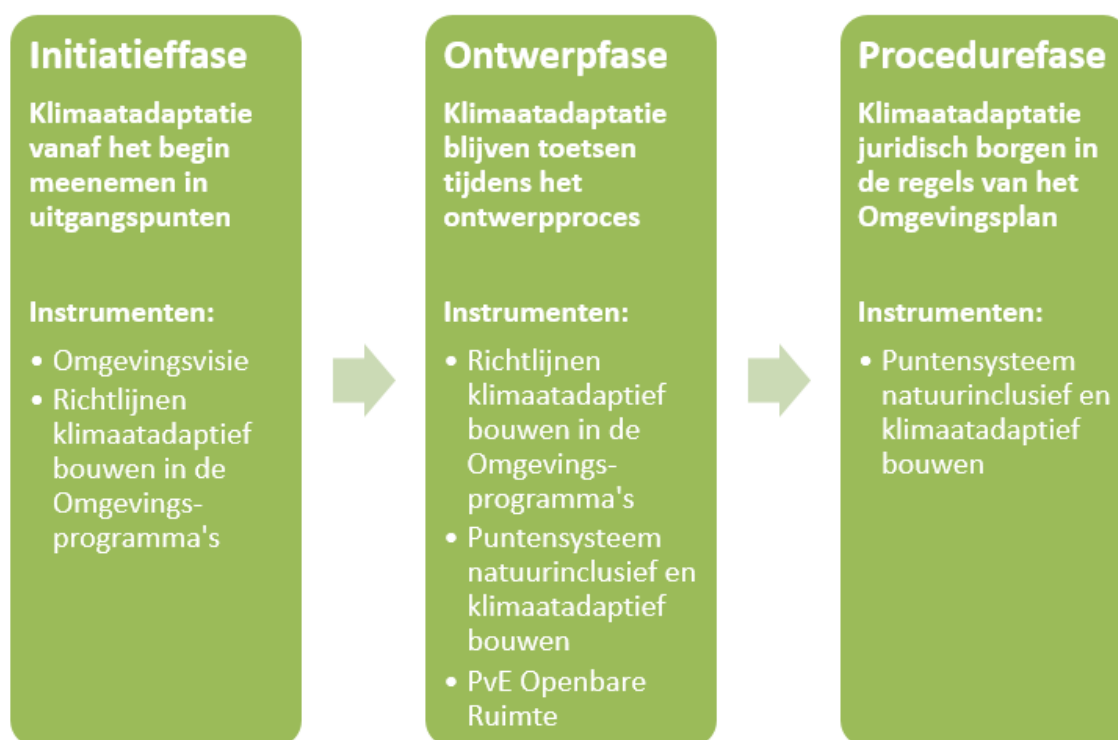 Initiatieffase
Klimaatadaptatie
vanaf het begin
meenemen in
uitgangspunten
Instrumenten:
• Omgevingsvisie
• Richtlijnen
klimaatadaptief
bouwen in de
Omgevings-
programma's
Ontwerpfase
Klimaatadaptatie
blijven toetsen
tijdens het
ontwerpproces
Instrumenten:
• Richtlijnen
klimaatadaptief
bouwen in de
Omgevings-
programma's
• Puntensysteem
natuurinclusief en
klimaatadaptief
bouwen
• PvE Openbare
Ruimte
Procedurefase
Klimaatadaptatie
juridisch borgen in
de regels van het
Omgevingsplan
Instrumenten:
• Puntensysteem
natuurinclusief en
klimaatadaptief
bouwen